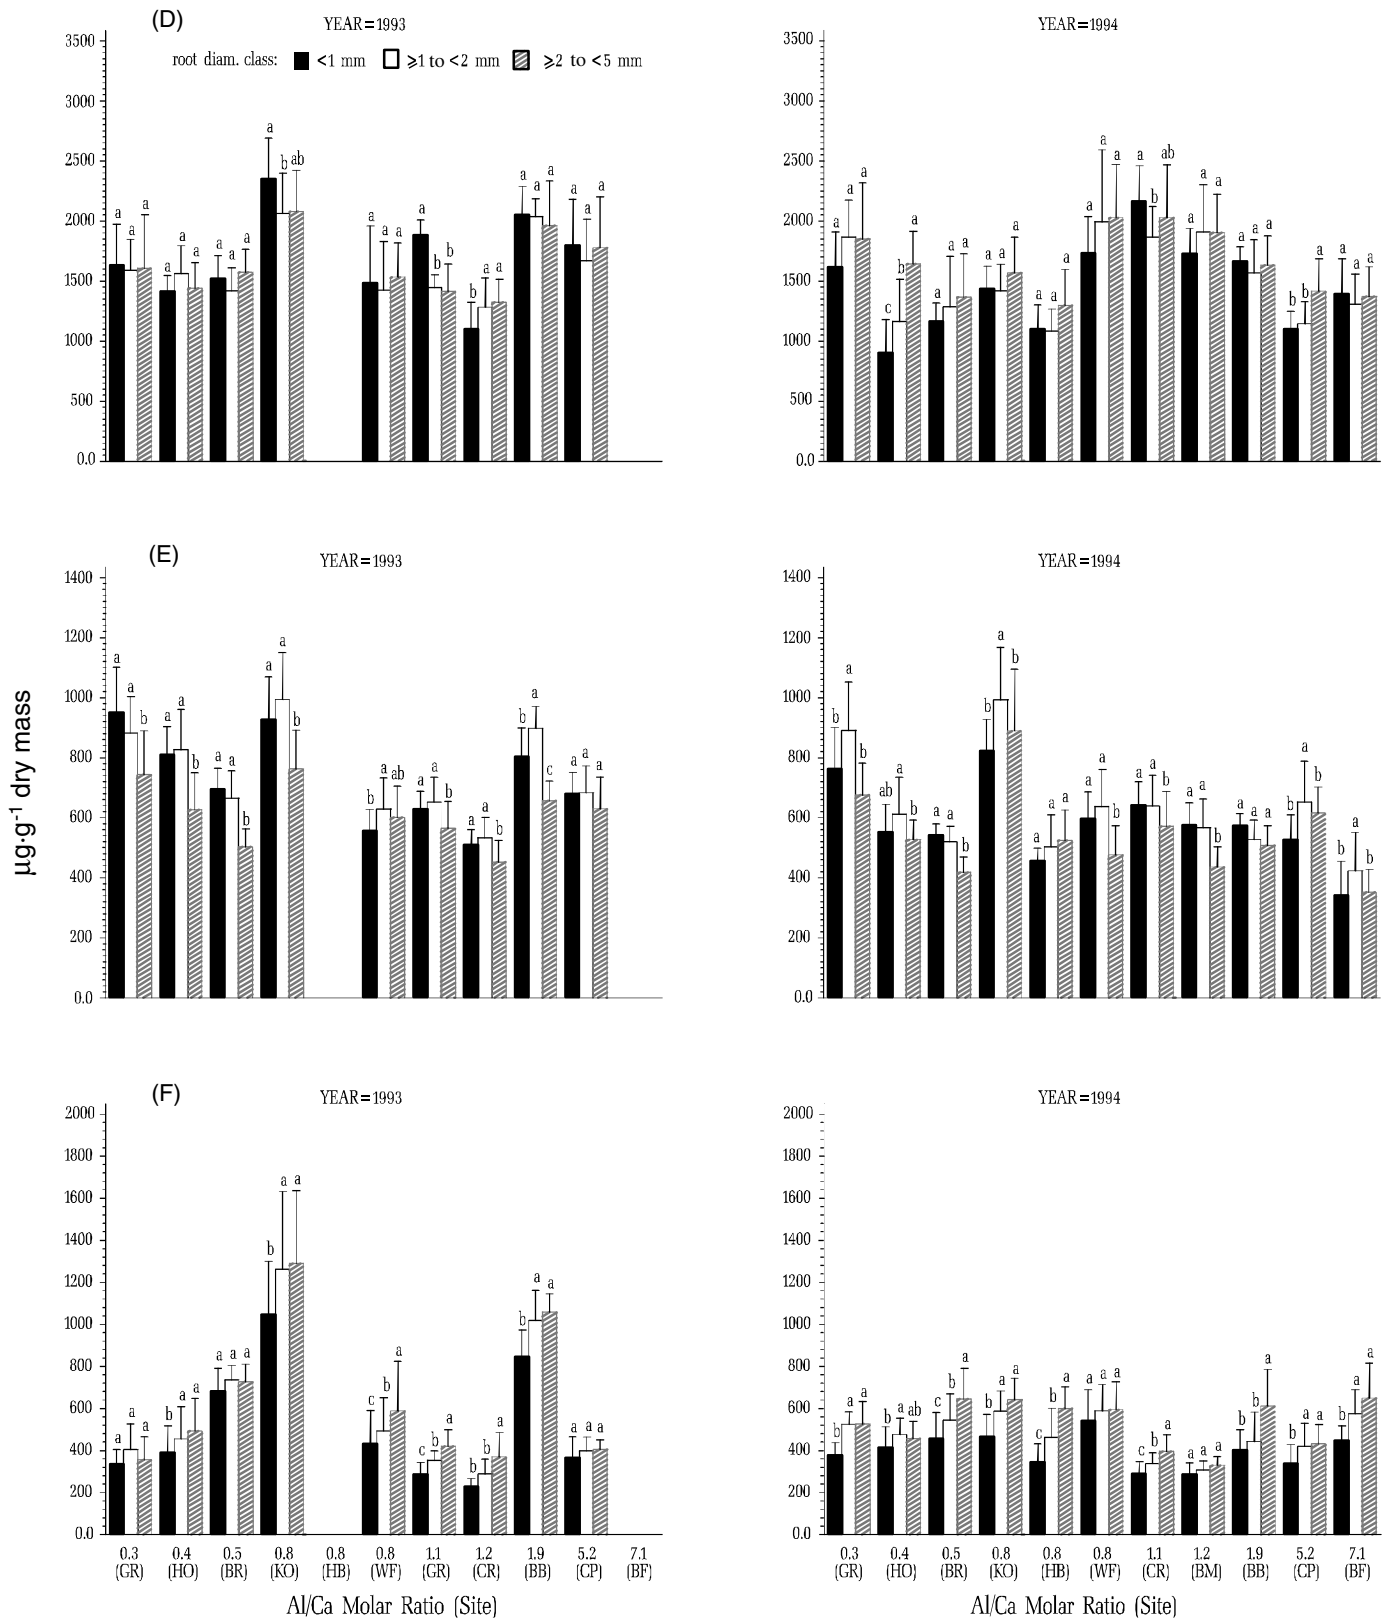 (D)
YEAR=1993
root diam. class: <1 mm ⩾1 to <2 mm ⩾2 to <5 mm
3500
3000
2500
2000
1500
1000
500
0.0
a a a a a a a a a a b ab a a a a b b b a a a a a a a a
YEAR=1994
3500
3000
2500
2000
1500
1000
500
0.0
a a a c b a a a a a a a a a a a a a a b ab a a a a a a b b a a a a
µg·g⁻¹ dry mass
(E)
YEAR=1993
1400
1200
1000
800
600
400
200
0.0
a a b a a b a a b a a b b a ab a a b a a b b a c a a a
YEAR=1994
1400
1200
1000
800
600
400
200
0.0
b a b ab a b a a b b a b a a a a a b a a a a a b a a a b a b b a b
(F)
YEAR=1993
2000
1800
1600
1400
1200
1000
800
600
400
200
0.0
a a a b a a a a a b a a c b a c b a c b a b a a a a a
0.3 0.4 0.5 0.8 0.8 0.8 1.1 1.2 1.9 5.2 7.1
(GR) (HO) (BR) (KO) (HB) (WF) (GR) (CR) (BB) (CP) (BF)
Al/Ca Molar Ratio (Site)
YEAR=1994
2000
1800
1600
1400
1200
1000
800
600
400
200
0.0
b a a b a ab c b a b a a b b a a a a c b a a a a b b a b a a b a a
0.3 0.4 0.5 0.8 0.8 0.8 1.1 1.2 1.9 5.2 7.1
(GR) (HO) (BR) (KO) (HB) (WF) (CR) (BM) (BB) (CP) (BF)
Al/Ca Molar Ratio (Site)